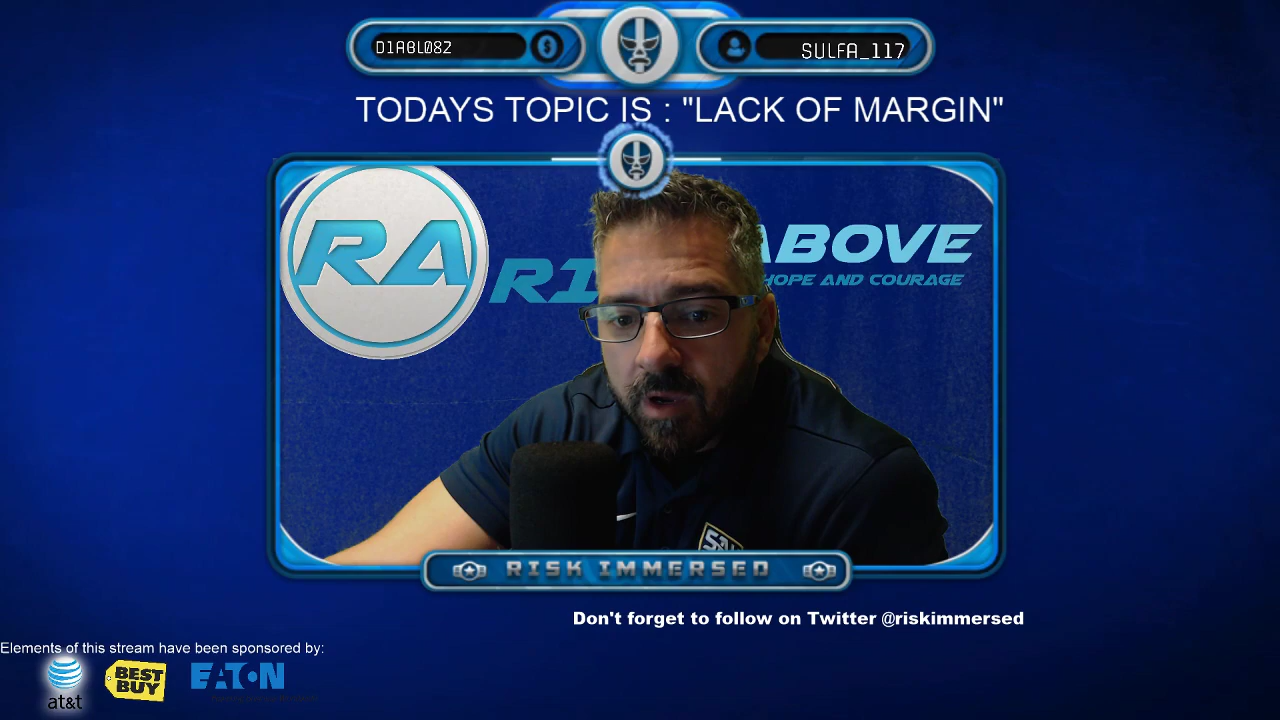 D1ABL082
SULFA_117
TODAYS TOPIC IS : "LACK OF MARGIN"
RA
RI ABOVE
HOPE AND COURAGE
RISK IMMERSED
Don't forget to follow on Twitter @riskimmersed
Elements of this stream have been sponsored by:
at&t
BEST BUY
EATON